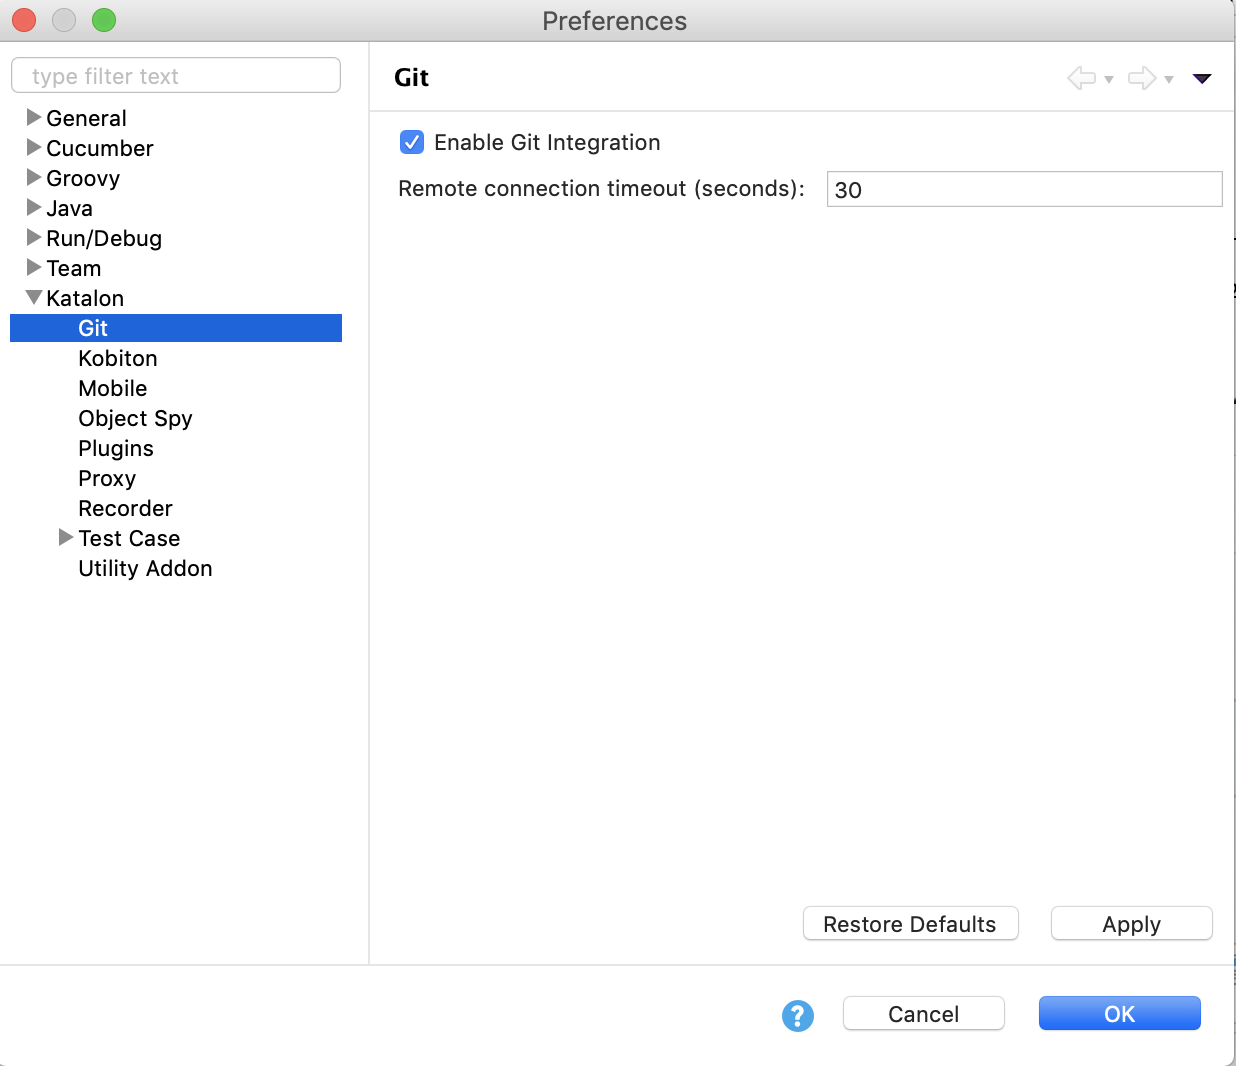 Preferences
type filter text
General
Cucumber
Groovy
Java
Run/Debug
Team
Katalon
Git
Kobiton
Mobile
Object Spy
Plugins
Proxy
Recorder
Test Case
Utility Addon
Git
Enable Git Integration
Remote connection timeout (seconds): 30
Restore Defaults Apply
? Cancel OK